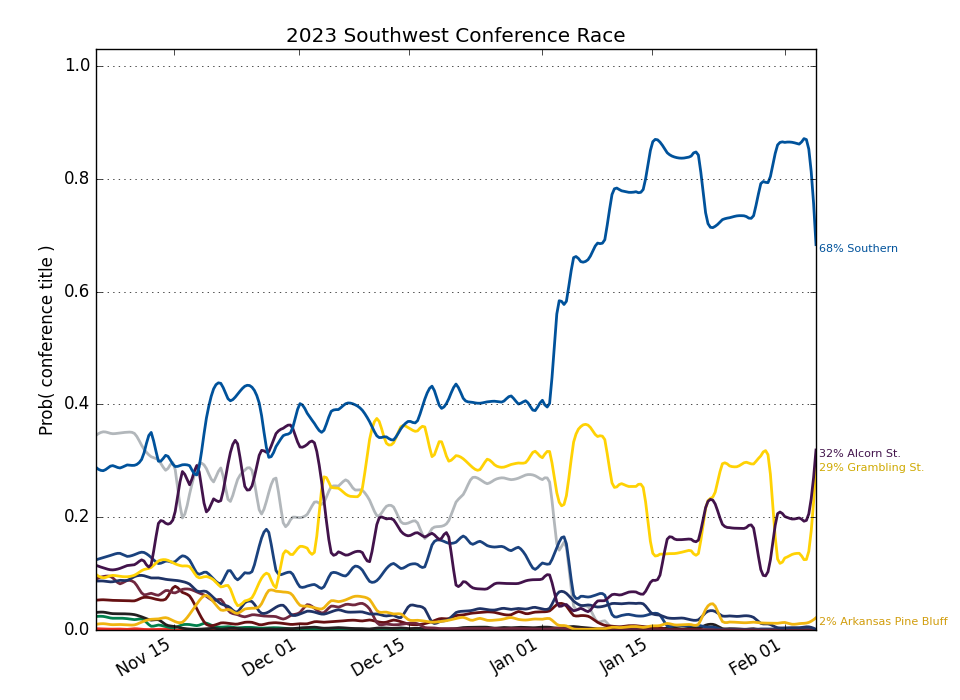 2023 Southwest Conference Race
Prob( conference title )
1.0
0.8
0.6
0.4
0.2
0.0
68% Southern
32% Alcorn St.
29% Grambling St.
2% Arkansas Pine Bluff
Nov 15
Dec 01
Dec 15
Jan 01
Jan 15
Feb 01